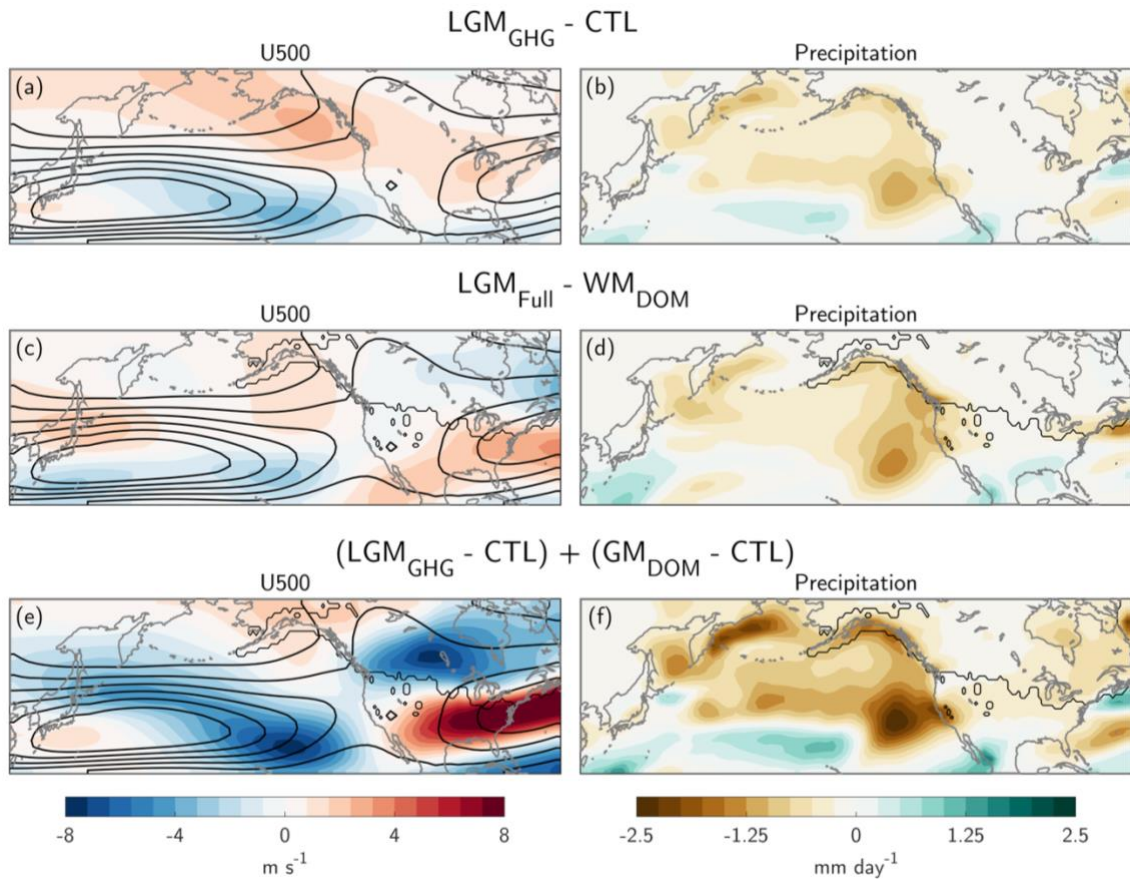 LGM_GHG - CTL
U500
Precipitation
(a)
(b)
LGM_Full - WM_DOM
U500
Precipitation
(c)
(d)
(LGM_GHG - CTL) + (GM_DOM - CTL)
U500
Precipitation
(e)
(f)
-8 -4 0 4 8
m s⁻¹
-2.5 -1.25 0 1.25 2.5
mm day⁻¹